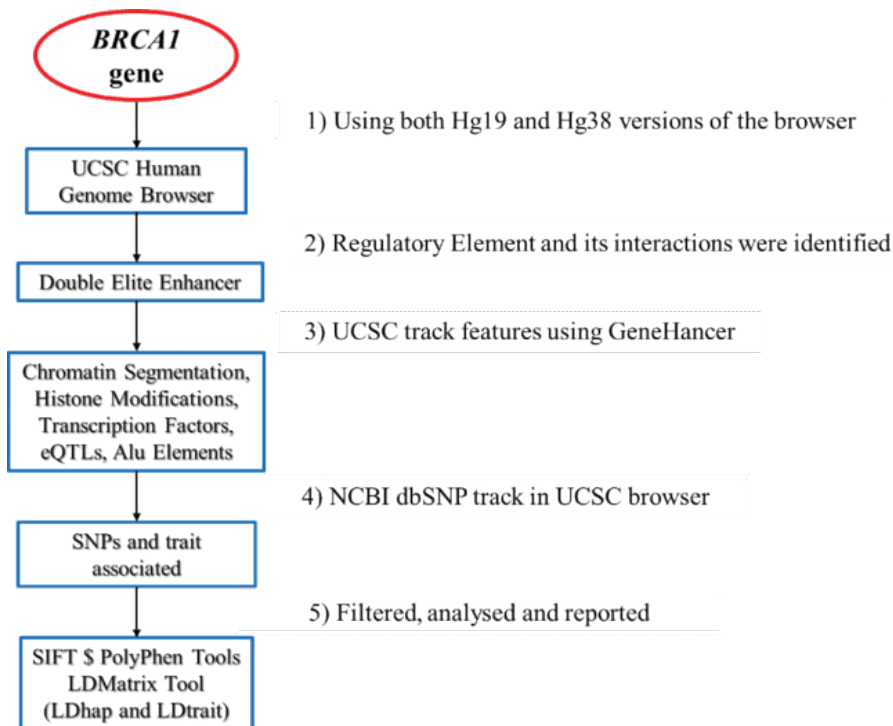 BRCA1
gene
1) Using both Hg19 and Hg38 versions of the browser
UCSC Human
Genome Browser
2) Regulatory Element and its interactions were identified
Double Elite Enhancer
3) UCSC track features using GeneHancer
Chromatin Segmentation,
Histone Modifications,
Transcription Factors,
eQTLs, Alu Elements
4) NCBI dbSNP track in UCSC browser
SNPs and trait
associated
5) Filtered, analysed and reported
SIFT $ PolyPhen Tools
LDMatrix Tool
(LDhap and LDtrait)